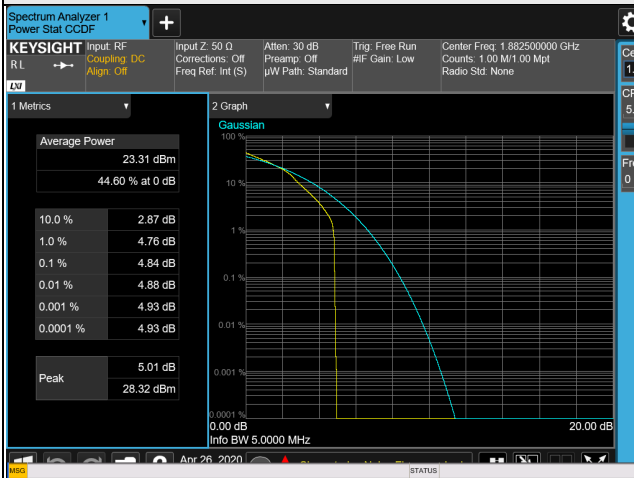 Spectrum Analyzer 1
Power Stat CCDF
KEYSIGHT
RL
LXI
Input: RF
Coupling: DC
Align: Off
Input Z: 50 Ω
Corrections: Off
Freq Ref: Int (S)
Atten: 30 dB
Preamp: Off
µW Path: Standard
Trig: Free Run
#IF Gain: Low
Center Freq: 1.882500000 GHz
Counts: 1.00 M/1.00 Mpt
Radio Std: None
1 Metrics
Average Power
23.31 dBm
44.60 % at 0 dB
10.0 % 2.87 dB
1.0 % 4.76 dB
0.1 % 4.84 dB
0.01 % 4.88 dB
0.001 % 4.93 dB
0.0001 % 4.93 dB
Peak
5.01 dB
28.32 dBm
2 Graph
Gaussian
100 %
10 %
1 %
0.1 %
0.01 %
0.001 %
0.0001 %
0.00 dB 20.00 dB
Info BW 5.0000 MHz
Apr 26, 2020
MSG STATUS